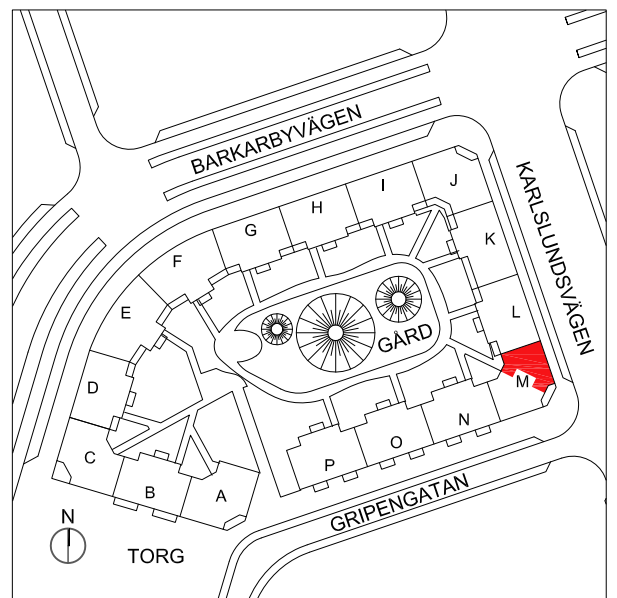 BARKARBYVÄGEN
KARLSLUNDSVÄGEN
J
I
H
G
F
E
D
C
B
A
K
L
M
N
O
P
GÅRD
GRIPENGATAN
N
TORG